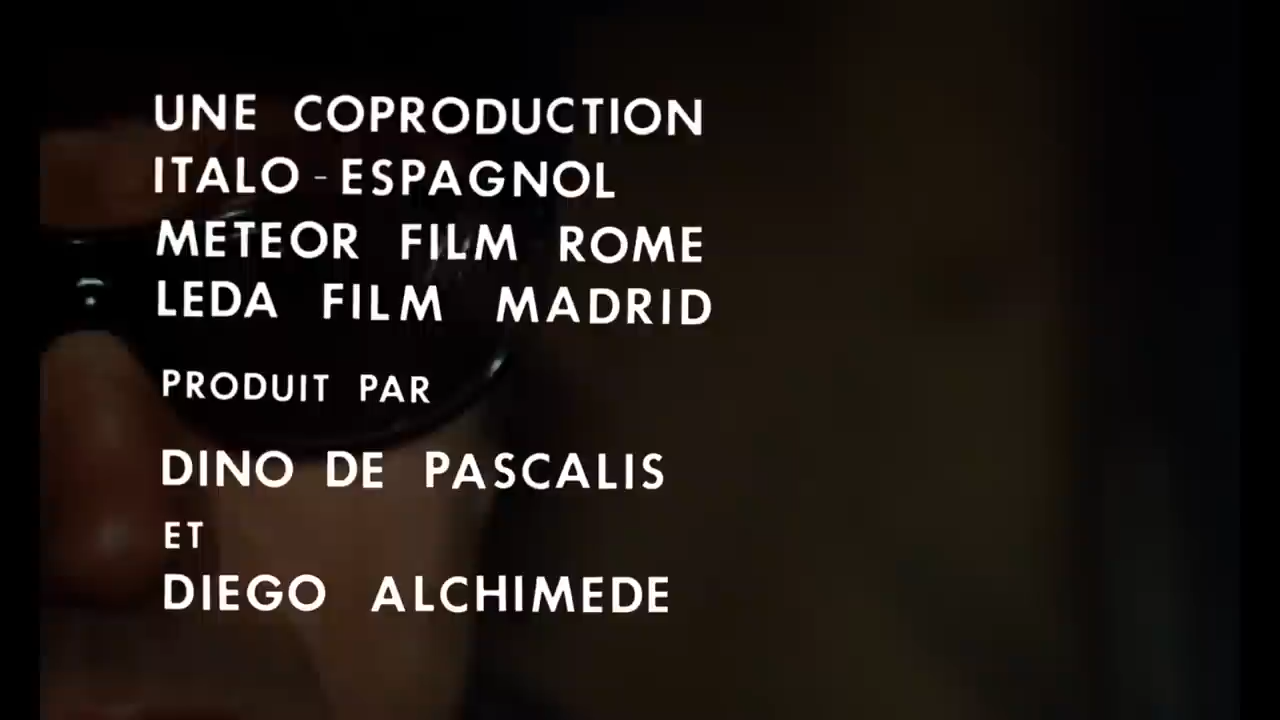 UNE COPRODUCTION
ITALO - ESPAGNOL
METEOR FILM ROME
LEDA FILM MADRID
PRODUIT PAR
DINO DE PASCALIS
ET
DIEGO ALCHIMEDE